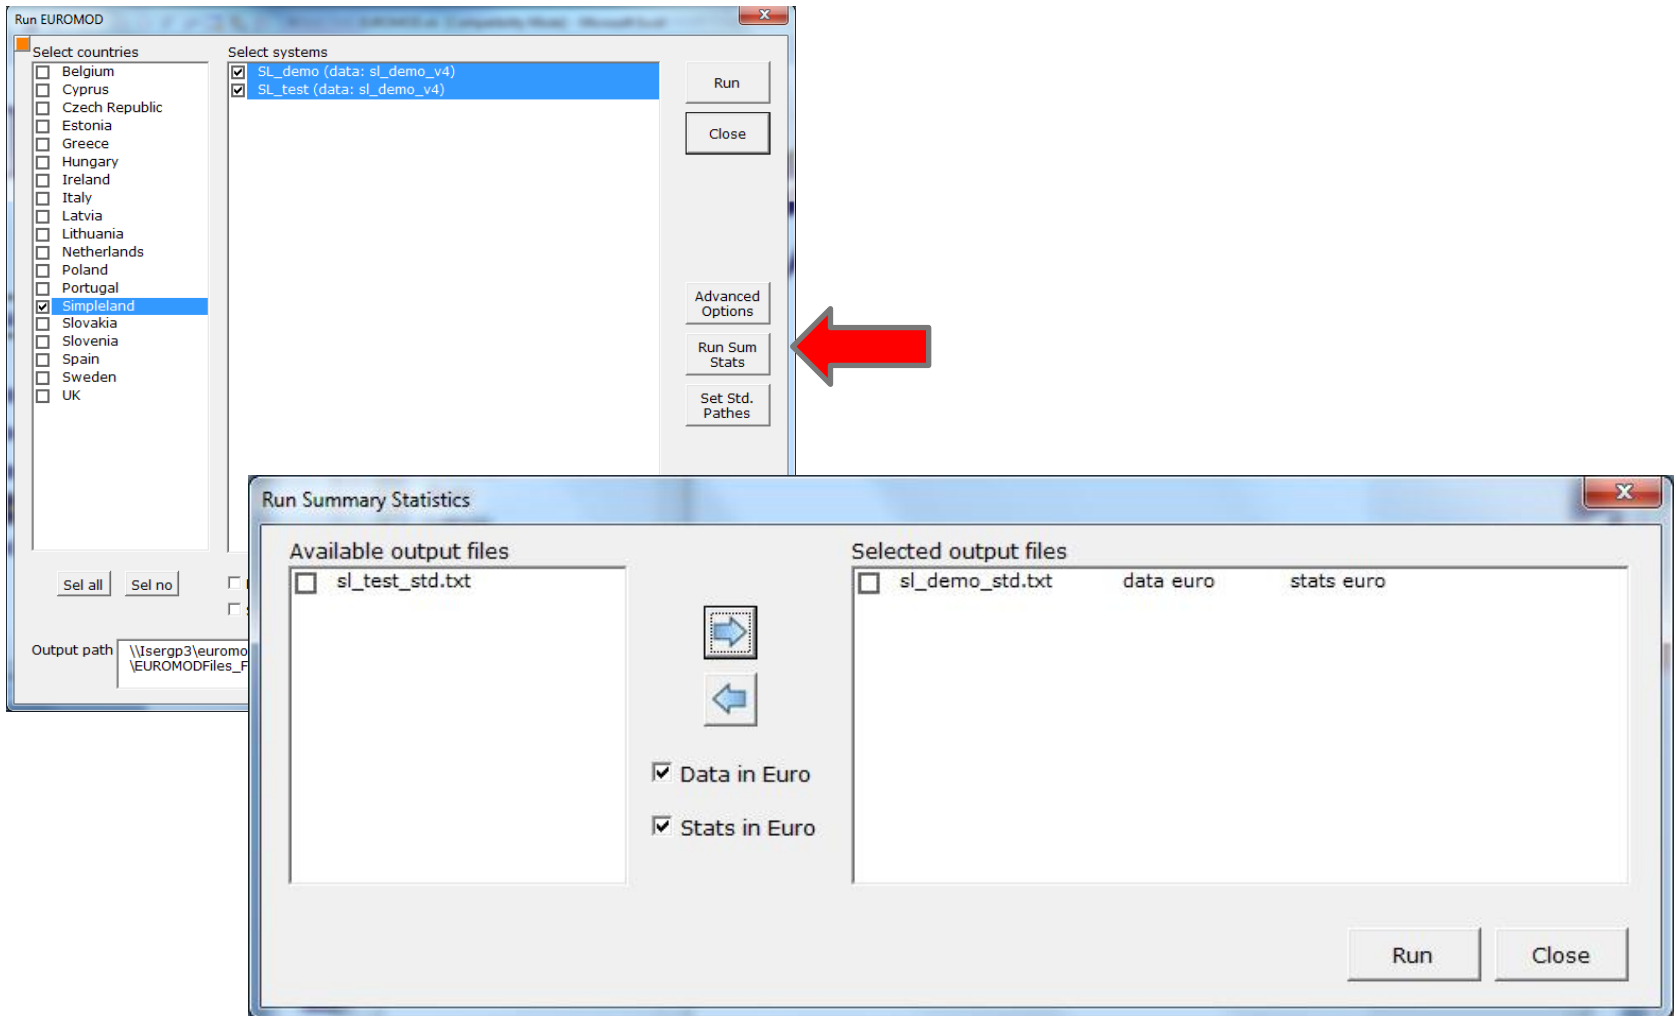 Run EUROMOD
Select countries
Belgium
Cyprus
Czech Republic
Estonia
Greece
Hungary
Ireland
Italy
Latvia
Lithuania
Netherlands
Poland
Portugal
Simpleland
Slovakia
Slovenia
Spain
Sweden
UK
Select systems
SL_demo (data: sl_demo_v4)
SL_test (data: sl_demo_v4)
Run
Close
Advanced
Options
Run Sum
Stats
Set Std.
Pathes
Sel all
Sel no
Output path
\\Isergp3\euromo
\EUROMODFiles_F
Run Summary Statistics
Available output files
sl_test_std.txt
Data in Euro
Stats in Euro
Selected output files
sl_demo_std.txt data euro stats euro
Run
Close